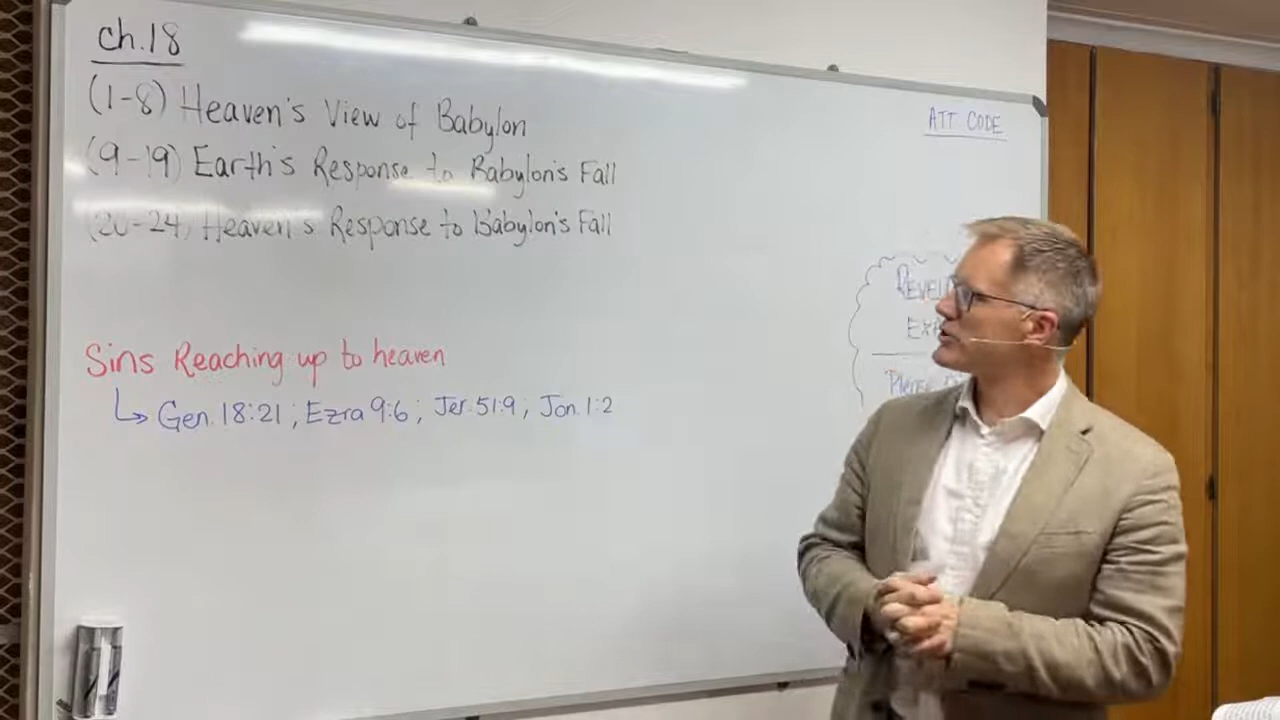 ch.18
(1-8) Heaven's View of Babylon
(9-19) Earth's Response to Babylon's Fall
(20-24) Heaven's Response to Babylon's Fall
Sins Reaching up to heaven
↳ Gen. 18:21 ; Ezra 9:6 ; Jer. 51:9 ; Jon. 1:2
ATT CODE